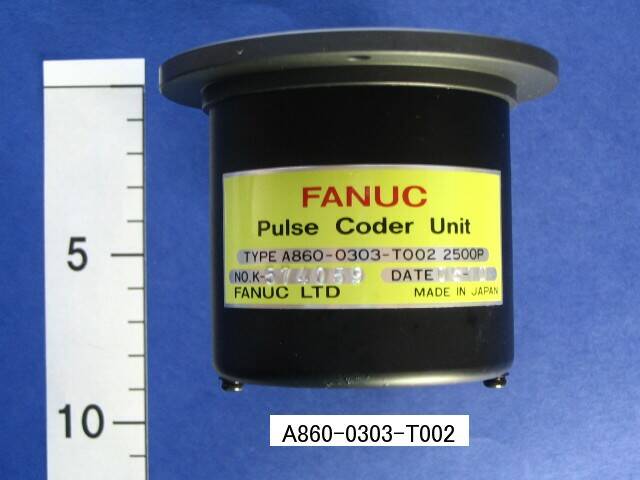 FANUC
Pulse Coder Unit
TYPE A860-0303-T002 2500P
NO.K-574059 DATE
FANUC LTD MADE IN JAPAN
5
10
A860-0303-T002